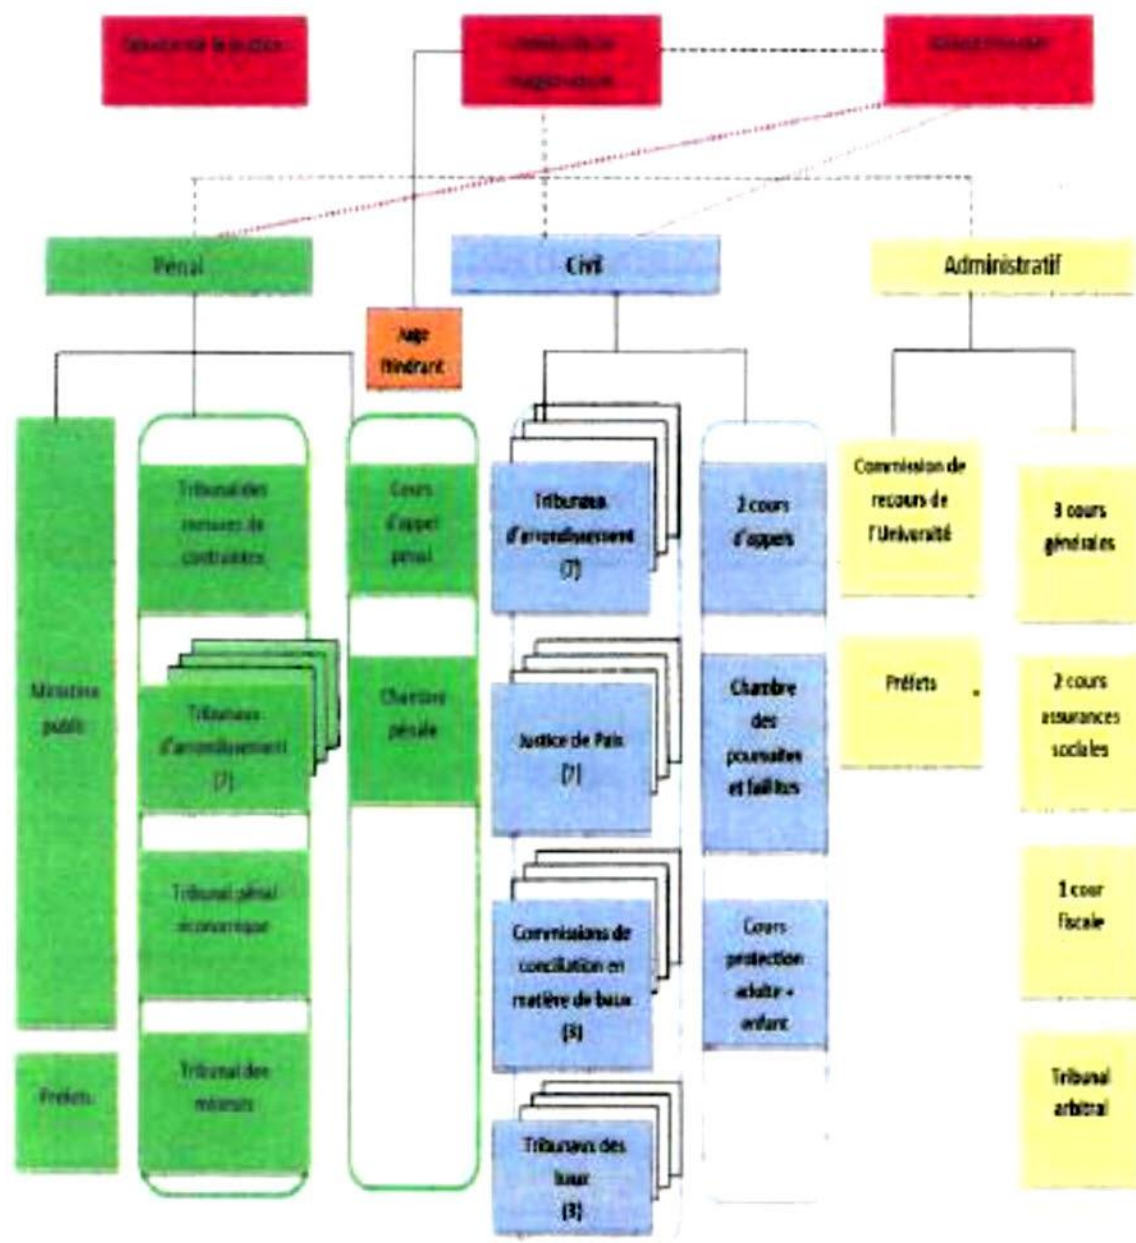 Pénal
Civil
Administratif
Juge
Itinérant
Ministère
public
Préfets
Tribunal des
mesures de
contraintes
Tribunaux
d'arrondissement
(7)
Tribunal pénal
économique
Tribunal des
mineurs
Cours
d'appel
pénal
Chambre
pénale
Tribunaux
d'arrondissement
(7)
Justice de Paix
(7)
Commissions de
conciliation en
matière de baux
(3)
Tribunaux des
baux
(3)
2 cours
d'appels
Chambre
des
poursuites
et faillites
Cours
protection
adulte +
enfant
Commission de
recours de
l'Université
Préfets
3 cours
générales
2 cours
assurances
sociales
1 cour
fiscale
Tribunal
arbitral